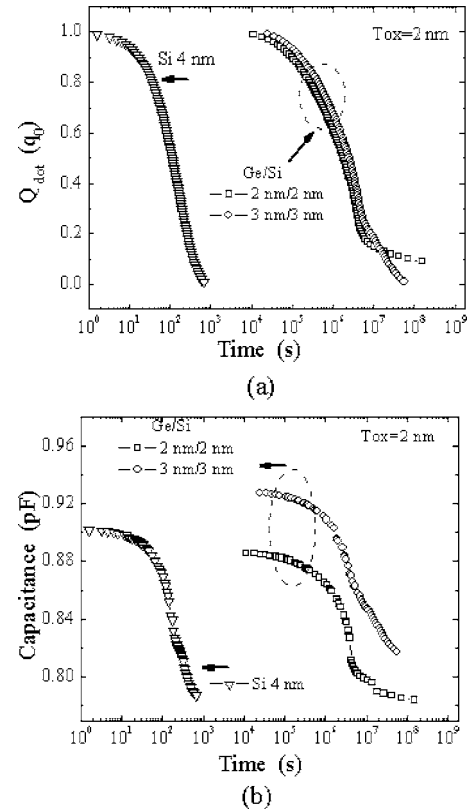 Tox=2 nm
Si 4 nm
Ge/Si
2 nm/2 nm
3 nm/3 nm
Q_dot (q_0)
1.0
0.8
0.6
0.4
0.2
0.0
10^0 10^1 10^2 10^3 10^4 10^5 10^6 10^7 10^8 10^9
Time (s)
(a)
Ge/Si
2 nm/2 nm
3 nm/3 nm
Tox=2 nm
Capacitance (pF)
0.96
0.92
0.88
0.84
0.80
Si 4 nm
10^0 10^1 10^2 10^3 10^4 10^5 10^6 10^7 10^8 10^9
Time (s)
(b)